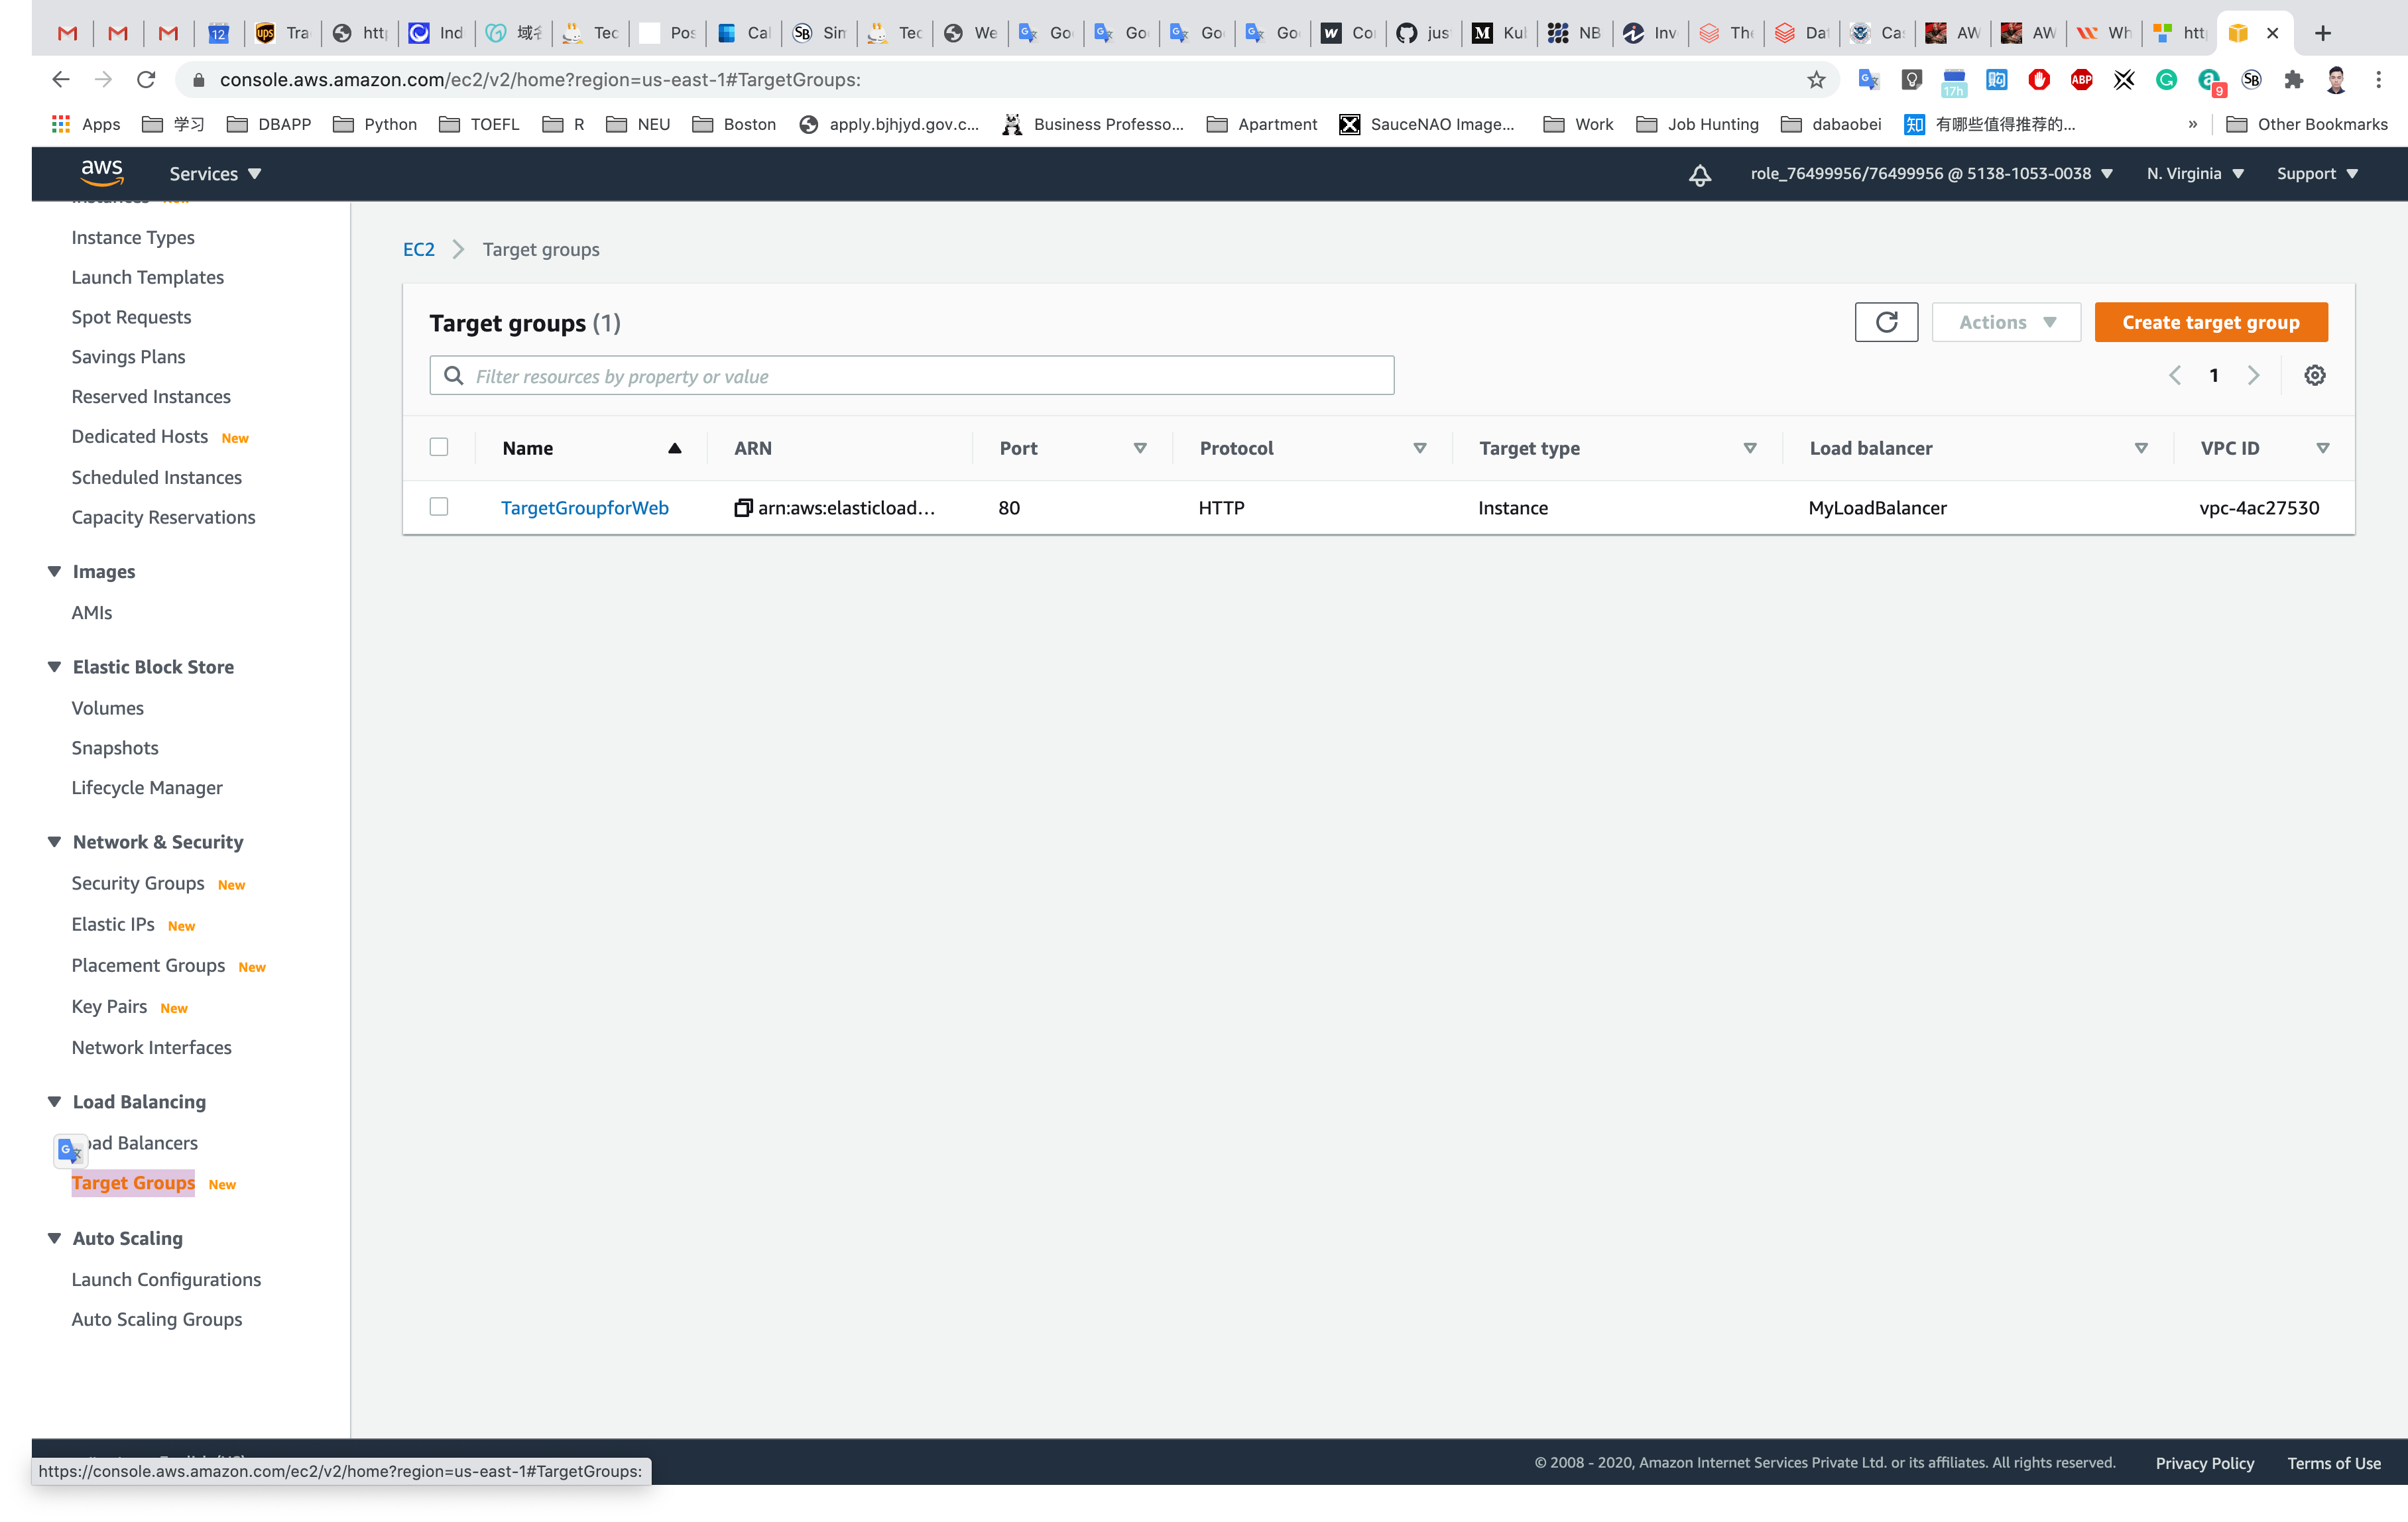 12 Tra htt Ind 域名 Tec Pos Cal Sim Tec We Go Go Go Go Co jus Kul NB Inv The Dat Ca AW AW Wh htt
console.aws.amazon.com/ec2/v2/home?region=us-east-1#TargetGroups:
17h 购 ABP 9 SB
Apps 学习 DBAPP Python TOEFL R NEU Boston apply.bjhjyd.gov.c... Business Professo... Apartment SauceNAO Image... Work Job Hunting dabaobei 知 有哪些值得推荐的... » Other Bookmarks
aws Services role_76499956/76499956 @ 5138-1053-0038 N. Virginia Support
Instances New
Instance Types
Launch Templates
Spot Requests
Savings Plans
Reserved Instances
Dedicated Hosts New
Scheduled Instances
Capacity Reservations
Images
AMIs
Elastic Block Store
Volumes
Snapshots
Lifecycle Manager
Network & Security
Security Groups New
Elastic IPs New
Placement Groups New
Key Pairs New
Network Interfaces
Load Balancing
ad Balancers
Target Groups New
Auto Scaling
Launch Configurations
Auto Scaling Groups
EC2 > Target groups
Target groups (1)
Actions Create target group
Filter resources by property or value
1
Name ARN Port Protocol Target type Load balancer VPC ID
TargetGroupforWeb arn:aws:elasticload... 80 HTTP Instance MyLoadBalancer vpc-4ac27530
https://console.aws.amazon.com/ec2/v2/home?region=us-east-1#TargetGroups:
© 2008 - 2020, Amazon Internet Services Private Ltd. or its affiliates. All rights reserved. Privacy Policy Terms of Use